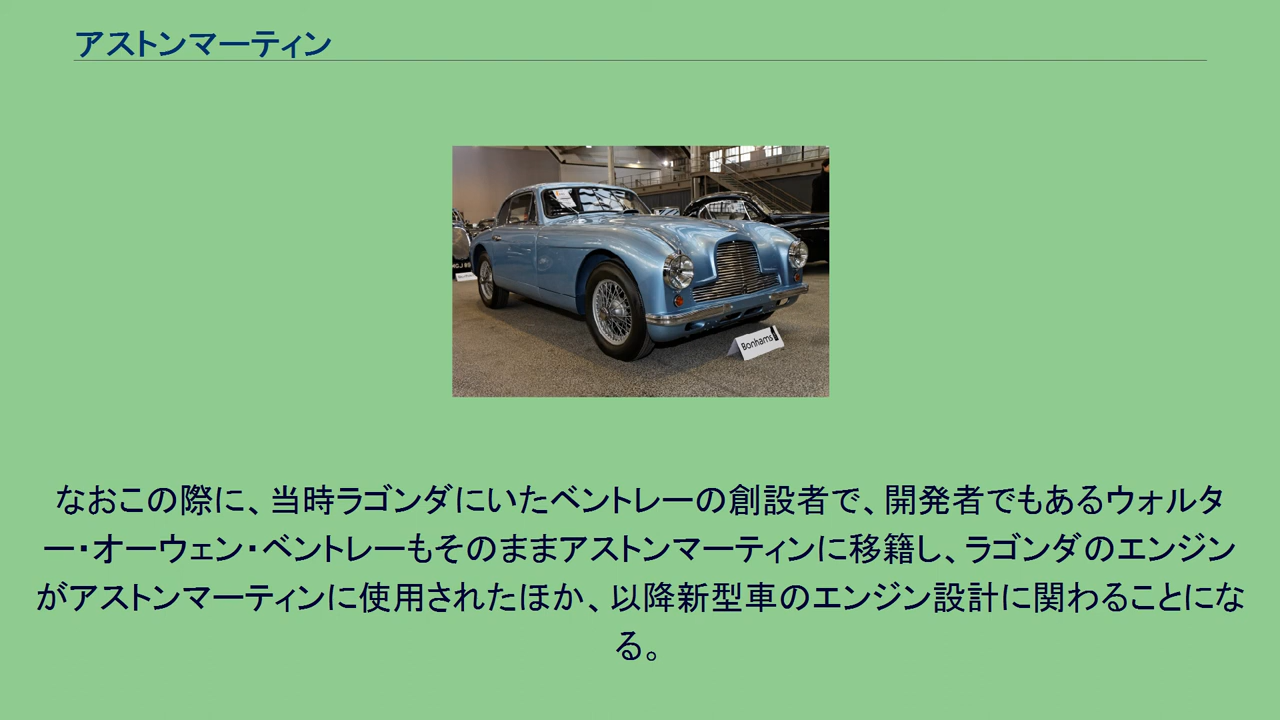 アストンマーティン
Bonhams
なおこの際に、当時ラゴンダにいたベントレーの創設者で、開発者でもあるウォルタ
ー・オーウェン・ベントレーもそのままアストンマーティンに移籍し、ラゴンダのエンジン
がアストンマーティンに使用されたほか、以降新型車のエンジン設計に関わることにな
る。